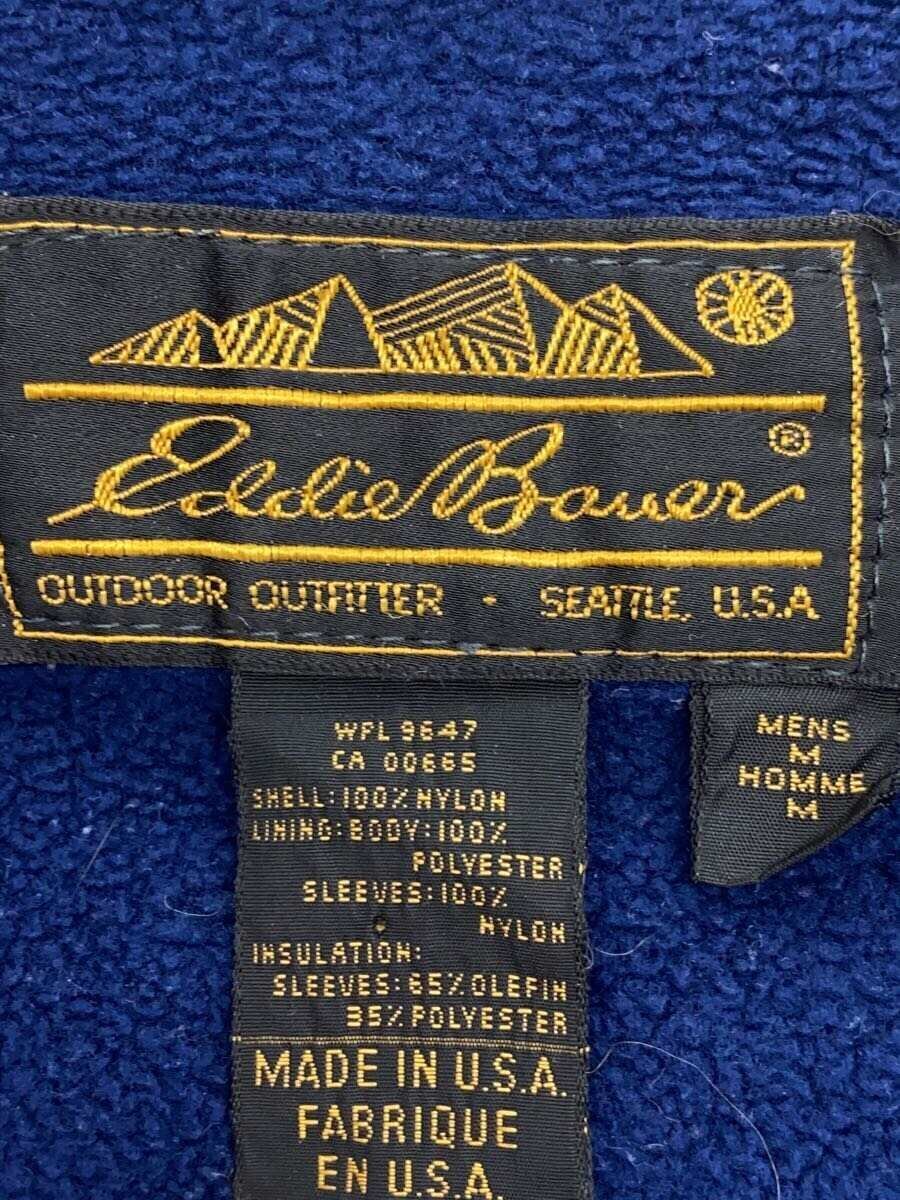 Eddie Bauer ®
OUTDOOR OUTFITTER · SEATTLE, U.S.A
WPL 9647
CA 00665
SHELL: 100% NYLON
LINING: BODY: 100%
POLYESTER
SLEEVES: 100%
NYLON
INSULATION:
SLEEVES: 65% OLEFIN
35% POLYESTER
MADE IN U.S.A.
FABRIQUE
EN U.S.A.
MENS
M
HOMME
M